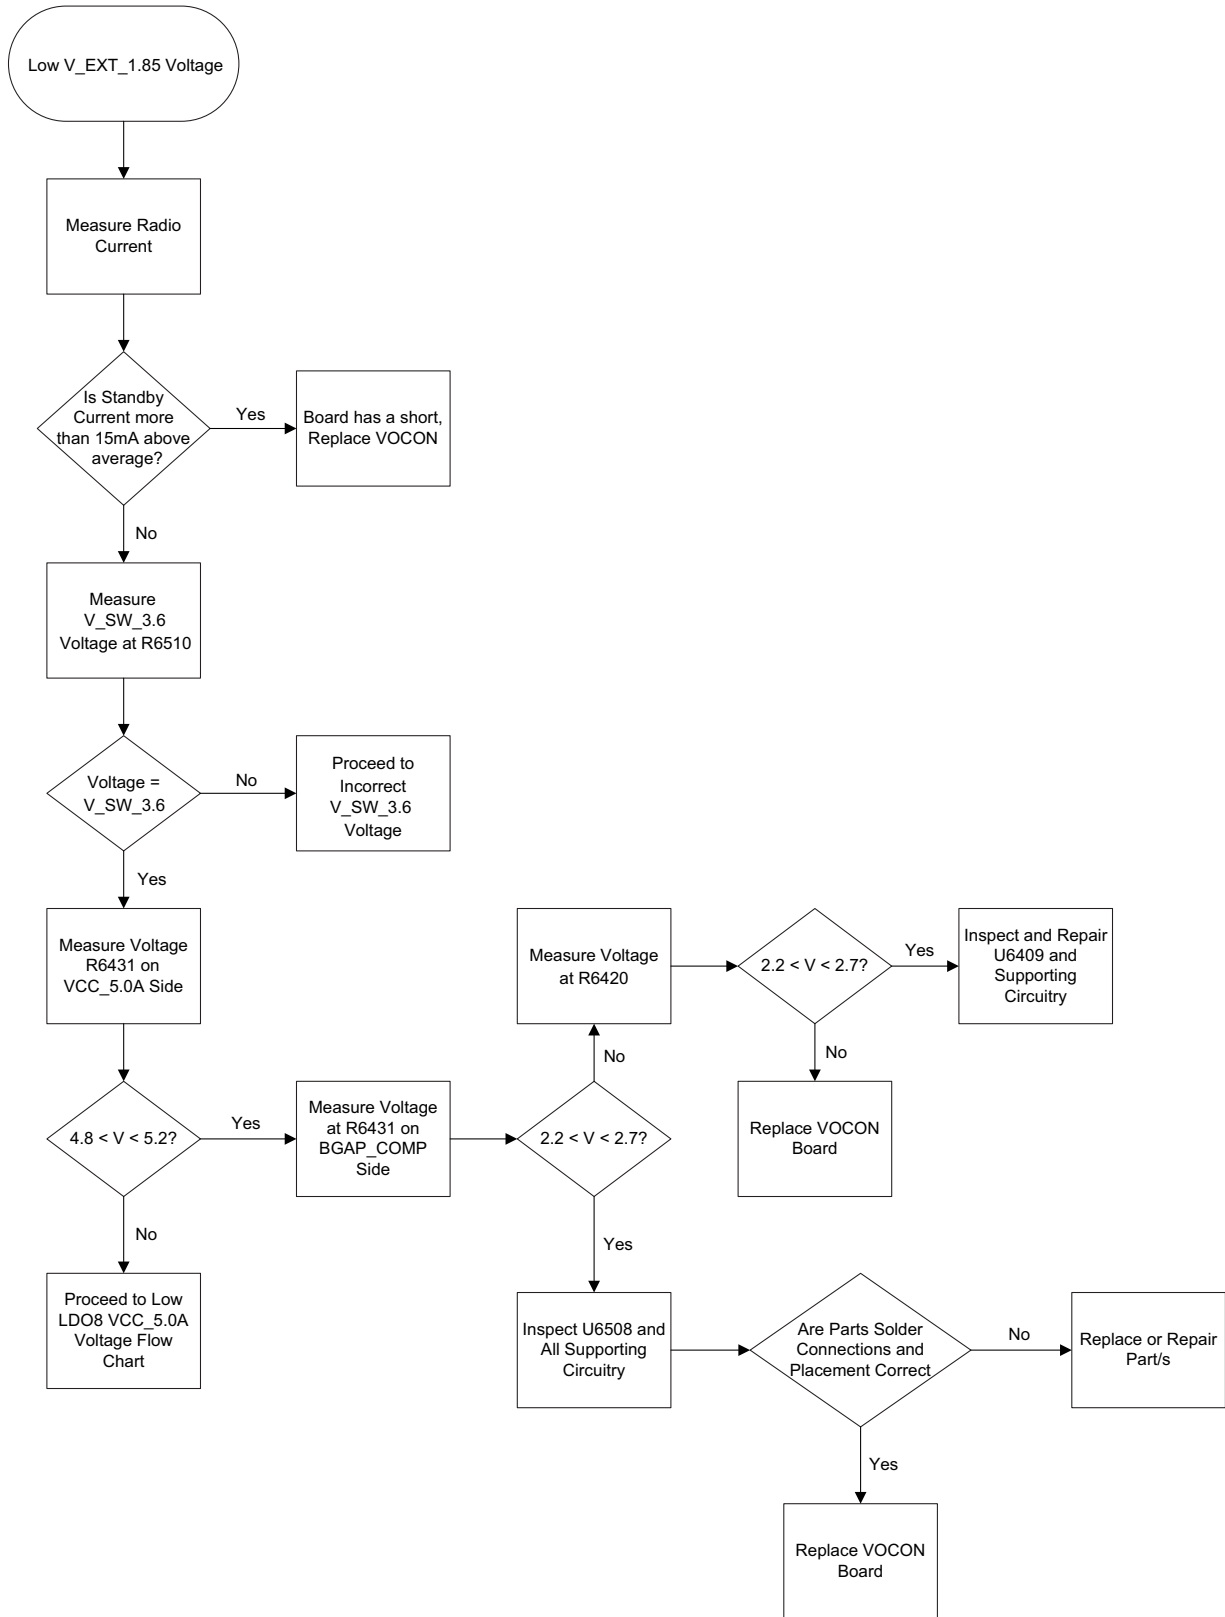 Low V_EXT_1.85 Voltage
Measure Radio
Current
Is Standby
Current more
than 15mA above
average?
Yes
Board has a short,
Replace VOCON
No
Measure
V_SW_3.6
Voltage at R6510
Voltage =
V_SW_3.6
No
Proceed to
Incorrect
V_SW_3.6
Voltage
Yes
Measure Voltage
R6431 on
VCC_5.0A Side
4.8 < V < 5.2?
Yes
Measure Voltage
at R6431 on
BGAP_COMP
Side
No
Proceed to Low
LDO8 VCC_5.0A
Voltage Flow
Chart
2.2 < V < 2.7?
No
Measure Voltage
at R6420
2.2 < V < 2.7?
Yes
Inspect and Repair
U6409 and
Supporting
Circuitry
No
Replace VOCON
Board
Yes
Inspect U6508 and
All Supporting
Circuitry
Are Parts Solder
Connections and
Placement Correct
No
Replace or Repair
Part/s
Yes
Replace VOCON
Board